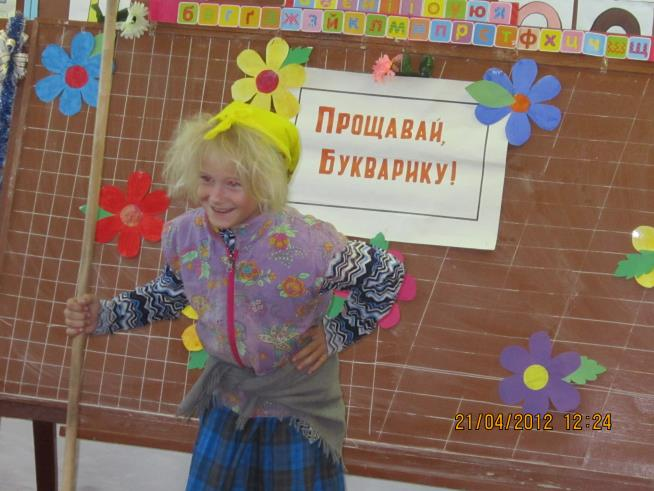 о у ю я
б в г ґ д ж з й к л м н п р с т ф х ц ч ш щ
Прощавай,
Букварику!
21/04/2012 12:24